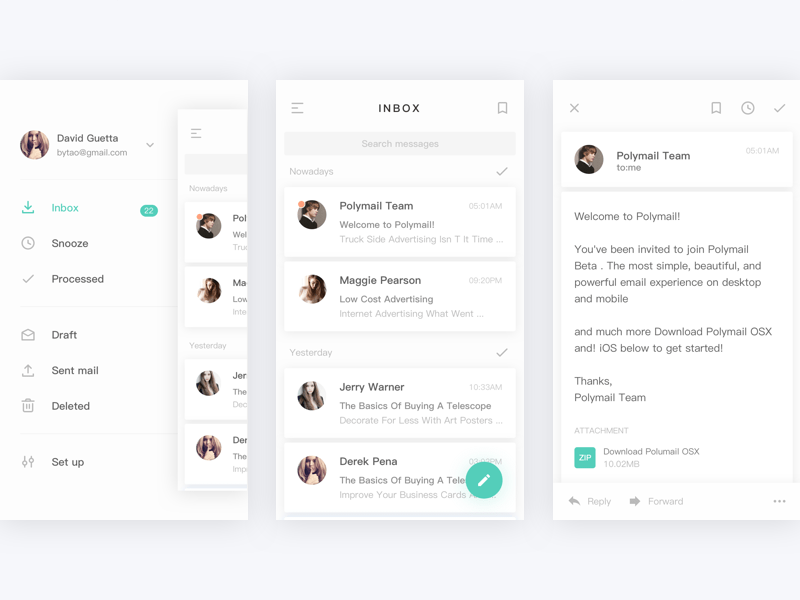 David Guetta
bytao@gmail.com
Inbox
22
Snooze
Processed
Draft
Sent mail
Deleted
Set up
Nowadays
Pol
Wel
Truc
Ma
Low
Inte
Yesterday
Jer
The
Dec
Der
The
Imp
INBOX
Search messages
Nowadays
Polymail Team
05:01AM
Welcome to Polymail!
Truck Side Advertising Isn T It Time ...
Maggie Pearson
09:20PM
Low Cost Advertising
Internet Advertising What Went ...
Yesterday
Jerry Warner
10:33AM
The Basics Of Buying A Telescope
Decorate For Less With Art Posters ...
Derek Pena
The Basics Of Buying A Tele
Improve Your Business Cards
Polymail Team
05:01AM
to:me
Welcome to Polymail!
You've been invited to join Polymail
Beta . The most simple, beautiful, and
powerful email experience on desktop
and mobile
and much more Download Polymail OSX
and! iOS below to get started!
Thanks,
Polymail Team
ATTACHMENT
ZIP
Download Polumail OSX
10.02MB
Reply
Forward